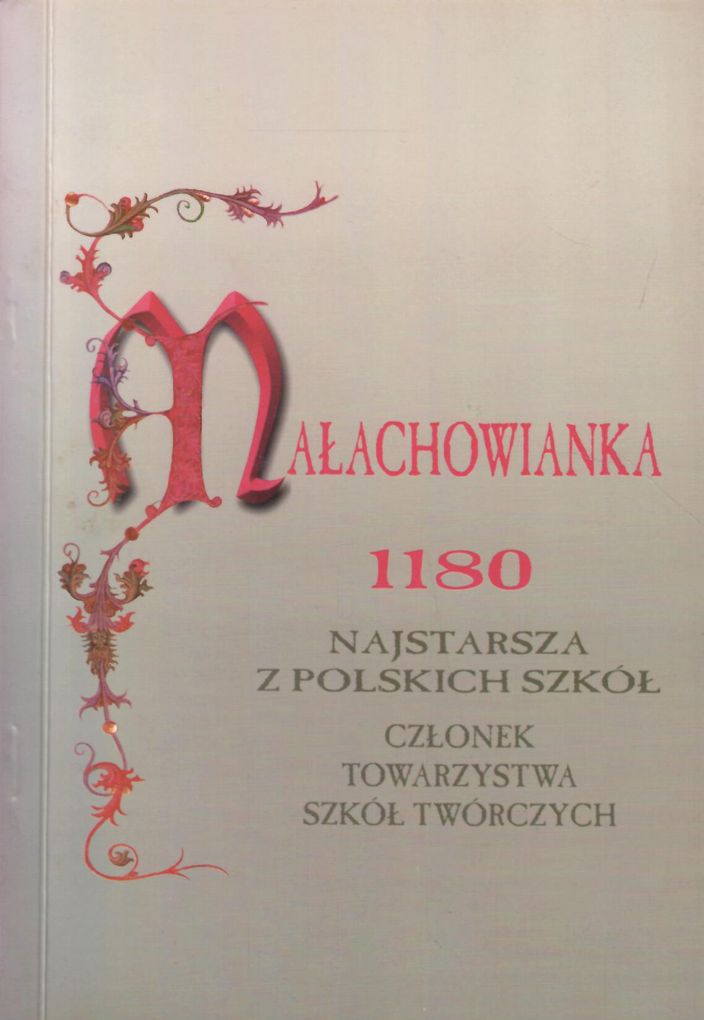 MAŁACHOWIANKA
1180
NAJSTARSZA
Z POLSKICH SZKÓŁ
CZŁONEK
TOWARZYSTWA
SZKÓŁ TWÓRCZYCH